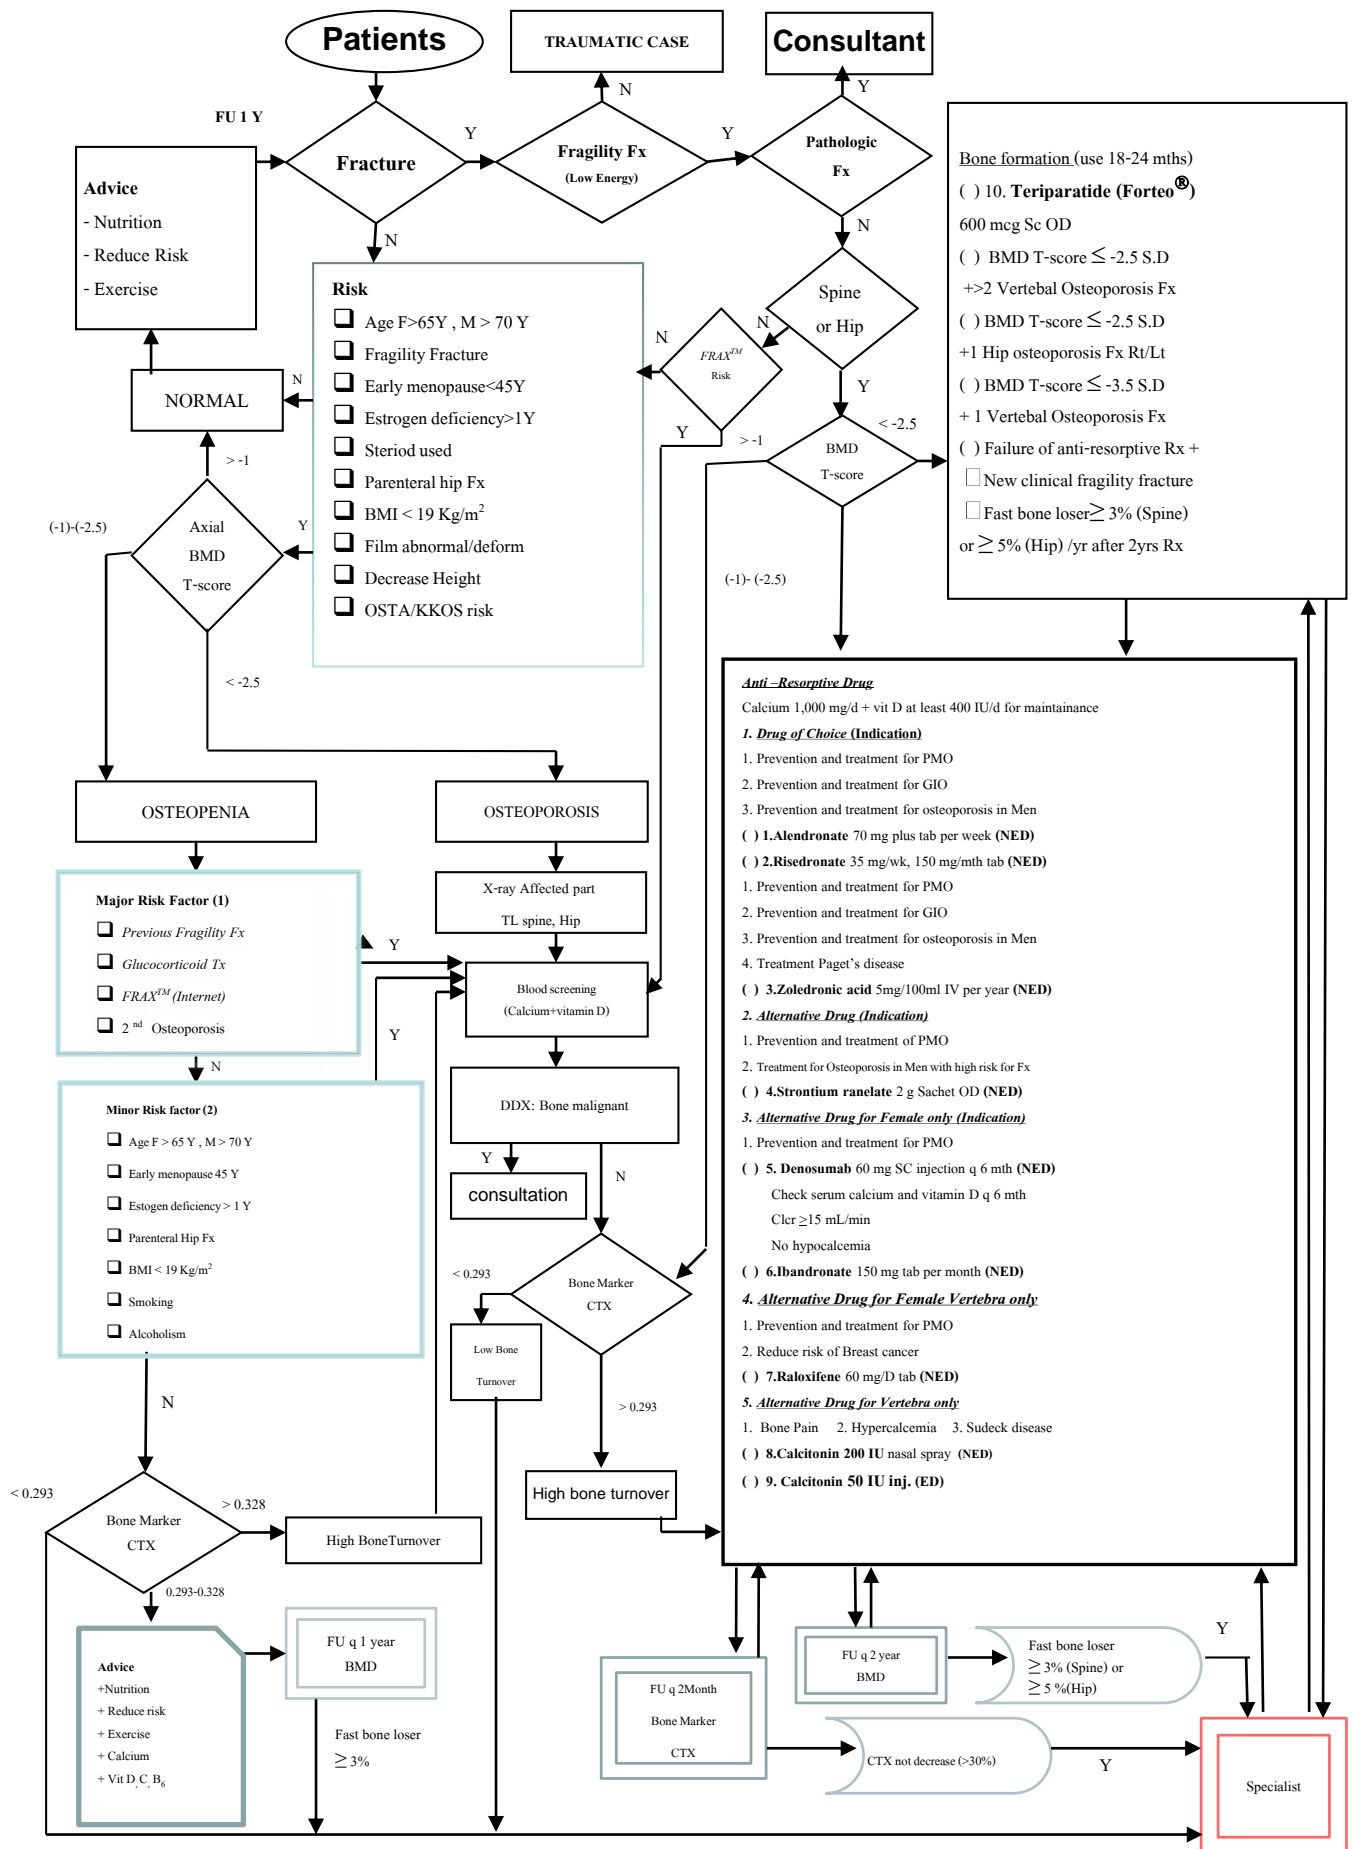 Patients
TRAUMATIC CASE
Consultant
FU 1 Y
N
Y
Fracture
Y
Fragility Fx
(Low Energy)
Y
Pathologic
Fx
N
N
Advice
- Nutrition
- Reduce Risk
- Exercise
Bone formation (use 18-24 mths)
( ) 10. Teriparatide (Forteo®)
600 mcg Sc OD
( ) BMD T-score ≤ -2.5 S.D
+>2 Vertebal Osteoporosis Fx
( ) BMD T-score ≤ -2.5 S.D
+1 Hip osteoporosis Fx Rt/Lt
( ) BMD T-score ≤ -3.5 S.D
+ 1 Vertebal Osteoporosis Fx
( ) Failure of anti-resorptive Rx +
□ New clinical fragility fracture
□ Fast bone loser≥ 3% (Spine)
or ≥ 5% (Hip) /yr after 2yrs Rx
Risk
❑ Age F>65Y , M > 70 Y
❑ Fragility Fracture
❑ Early menopause<45Y
❑ Estrogen deficiency>1Y
❑ Steriod used
❑ Parenteral hip Fx
❑ BMI < 19 Kg/m²
❑ Film abnormal/deform
❑ Decrease Height
❑ OSTA/KKOS risk
Spine
or Hip
N
N
FRAX™
Risk
Y
Y
NORMAL
N
> -1
> -1
< -2.5
BMD
T-score
(-1)- (-2.5)
(-1)-(-2.5)
Axial
BMD
T-score
Y
< -2.5
OSTEOPENIA
OSTEOPOROSIS
Major Risk Factor (1)
❑ Previous Fragility Fx
❑ Glucocorticoid Tx
❑ FRAX™ (Internet)
❑ 2 nd Osteoporosis
Y
N
X-ray Affected part
TL spine, Hip
Blood screening
(Calcium+vitamin D)
Y
DDX: Bone malignant
Y
N
consultation
Minor Risk factor (2)
❑ Age F > 65 Y , M > 70 Y
❑ Early menopause 45 Y
❑ Estogen deficiency > 1 Y
❑ Parenteral Hip Fx
❑ BMI < 19 Kg/m²
❑ Smoking
❑ Alcoholism
N
< 0.293
Bone Marker
CTX
Low Bone
Turnover
> 0.293
High bone turnover
Anti –Resorptive Drug
Calcium 1,000 mg/d + vit D at least 400 IU/d for maintainance
1. Drug of Choice (Indication)
1. Prevention and treatment for PMO
2. Prevention and treatment for GIO
3. Prevention and treatment for osteoporosis in Men
( ) 1.Alendronate 70 mg plus tab per week (NED)
( ) 2.Risedronate 35 mg/wk, 150 mg/mth tab (NED)
1. Prevention and treatment for PMO
2. Prevention and treatment for GIO
3. Prevention and treatment for osteoporosis in Men
4. Treatment Paget's disease
( ) 3.Zoledronic acid 5mg/100ml IV per year (NED)
2. Alternative Drug (Indication)
1. Prevention and treatment of PMO
2. Treatment for Osteoporosis in Men with high risk for Fx
( ) 4.Strontium ranelate 2 g Sachet OD (NED)
3. Alternative Drug for Female only (Indication)
1. Prevention and treatment for PMO
( ) 5. Denosumab 60 mg SC injection q 6 mth (NED)
Check serum calcium and vitamin D q 6 mth
Clcr ≥15 mL/min
No hypocalcemia
( ) 6.Ibandronate 150 mg tab per month (NED)
4. Alternative Drug for Female Vertebra only
1. Prevention and treatment for PMO
2. Reduce risk of Breast cancer
( ) 7.Raloxifene 60 mg/D tab (NED)
5. Alternative Drug for Vertebra only
1. Bone Pain 2. Hypercalcemia 3. Sudeck disease
( ) 8.Calcitonin 200 IU nasal spray (NED)
( ) 9. Calcitonin 50 IU inj. (ED)
< 0.293
Bone Marker
CTX
> 0.328
0.293-0.328
High BoneTurnover
Advice
+Nutrition
+ Reduce risk
+ Exercise
+ Calcium
+ Vit D, C, B6
FU q 1 year
BMD
Fast bone loser
≥ 3%
FU q 2Month
Bone Marker
CTX
FU q 2 year
BMD
Fast bone loser
≥ 3% (Spine) or
≥ 5 %(Hip)
Y
CTX not decrease (>30%)
Y
Specialist